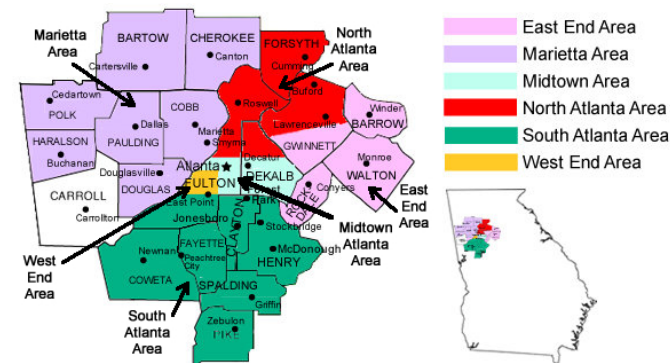 Marietta
Area
North
Atlanta
Area
BARTOW
CHEROKEE
FORSYTH
Cartersville
Canton
Cumming
Buford
Cedartown
POLK
COBB
Roswell
Winder
BARROW
HARALSON
Buchanan
Dallas
PAULDING
Marietta
Smyrna
Lawrenceville
GWINNETT
Monroe
WALTON
Douglasville
DOUGLAS
Atlanta
Decatur
DEKALB
FULTON
Forest
Park
ROCKDALE
Conyers
CARROLL
Carrollton
East Point
Jonesboro
CLAYTON
Stockbridge
East
End
Area
Midtown
Atlanta
Area
West
End
Area
Newnan
COWETA
FAYETTE
Peachtree
City
McDonough
HENRY
SPALDING
Griffin
South
Atlanta
Area
Zebulon
PIKE
East End Area
Marietta Area
Midtown Area
North Atlanta Area
South Atlanta Area
West End Area